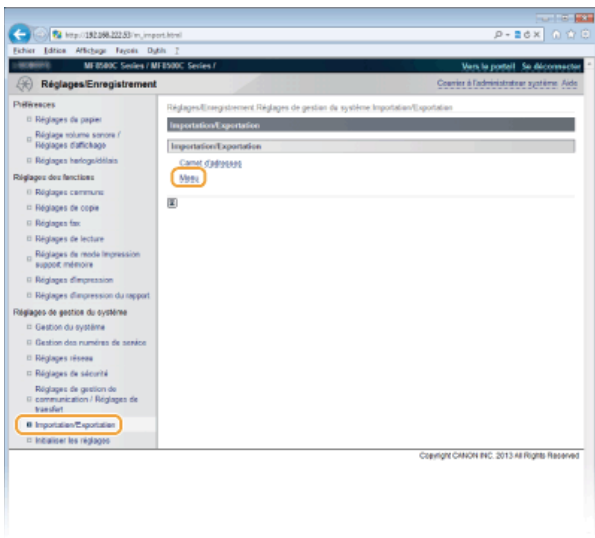 http://192.168.222.53/m_import.html
Fichier Edition Affichage Favoris Outils ?
MF8500C Series / MF8500C Series /
Vers le portail Se déconnecter
Réglages/Enregistrement
Courrier à l'administrateur système Aide
Préférences
Réglages de papier
Réglage volume sonore /
Réglages d'affichage
Réglages horloge/délais
Réglages des fonctions
Réglages communs
Réglages de copie
Réglages fax
Réglages de lecture
Réglages de mode Impression
support mémoire
Réglages d'impression
Réglages d'impression du rapport
Réglages de gestion du système
Gestion du système
Gestion des numéros de service
Réglages réseau
Réglages de sécurité
Réglages de gestion de
communication / Réglages de
transfert
Importation/Exportation
Initialiser les réglages
Réglages/Enregistrement:Réglages de gestion du système:Importation/Exportation
Importation/Exportation
Importation/Exportation
Carnet d'adresses
Menu
Copyright CANON INC. 2013 All Rights Reserved